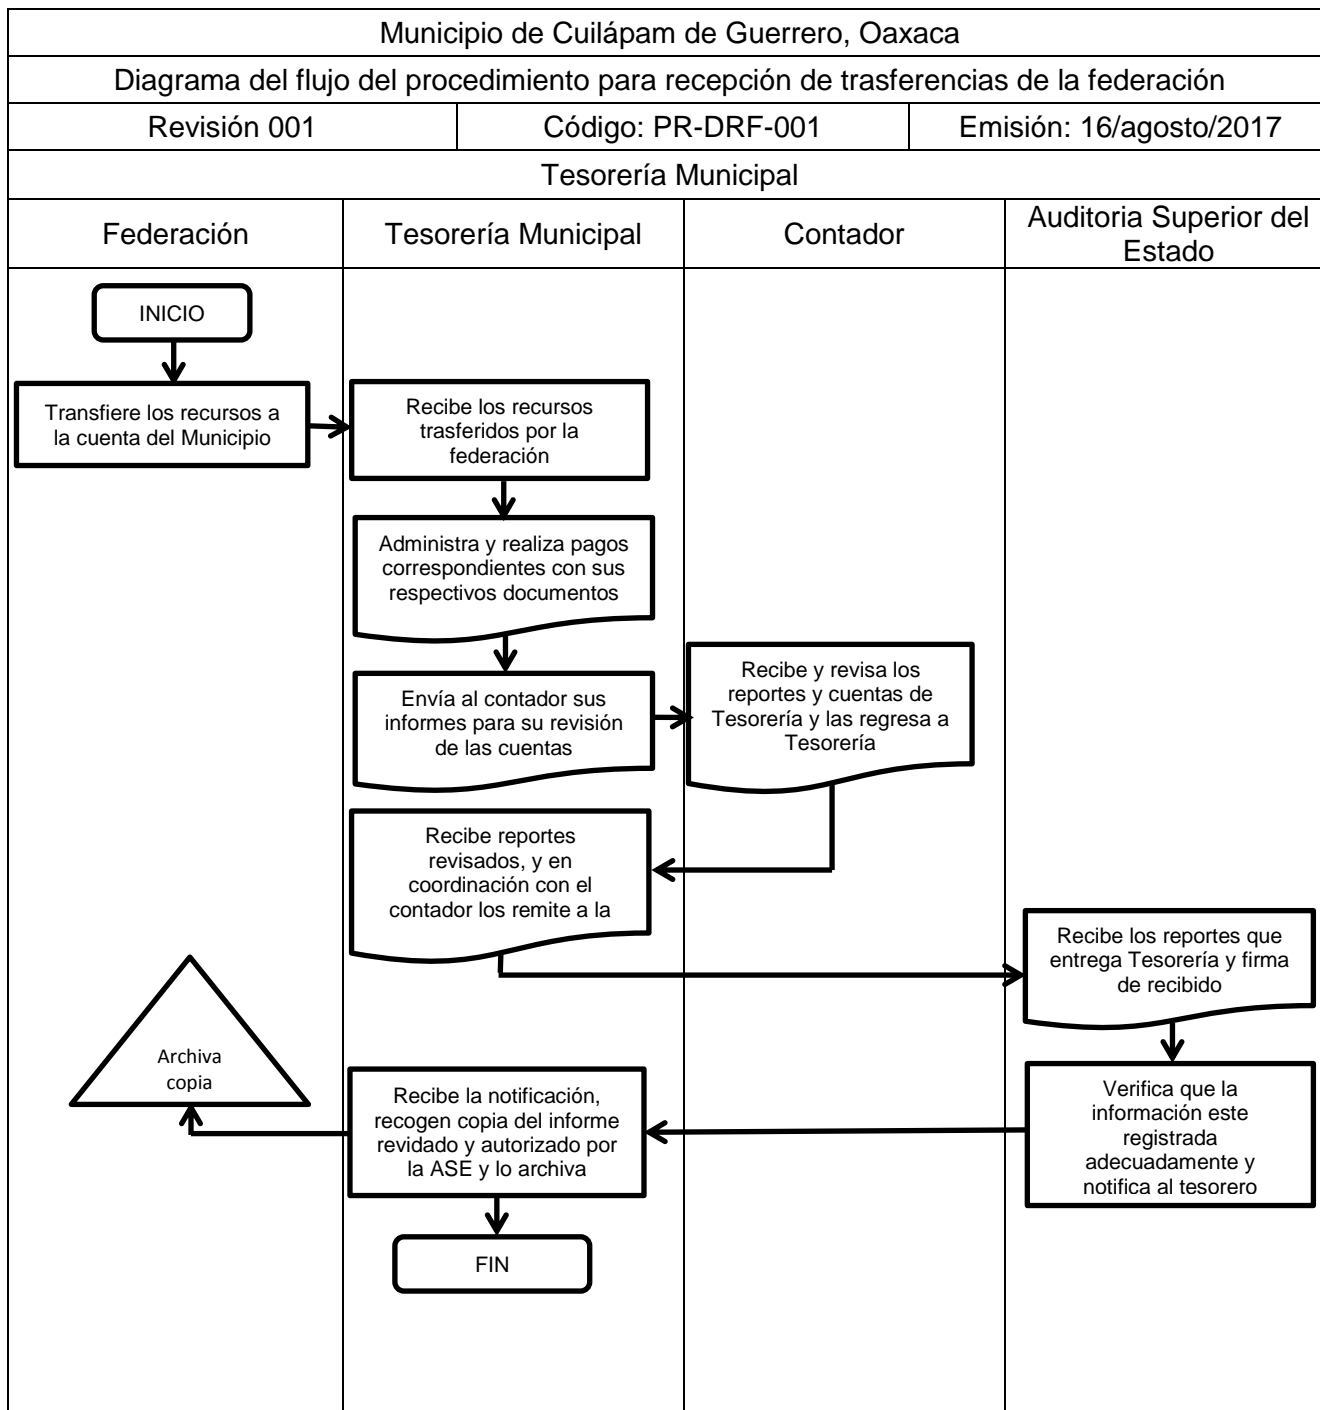 Municipio de Cuilápam de Guerrero, Oaxaca
Diagrama del flujo del procedimiento para recepción de trasferencias de la federación
Revisión 001
Código: PR-DRF-001
Emisión: 16/agosto/2017
Tesorería Municipal
Federación
Tesorería Municipal
Contador
Auditoria Superior del
Estado
INICIO
Transfiere los recursos a
la cuenta del Municipio
Recibe los recursos
trasferidos por la
federación
Administra y realiza pagos
correspondientes con sus
respectivos documentos
Envía al contador sus
informes para su revisión
de las cuentas
Recibe y revisa los
reportes y cuentas de
Tesorería y las regresa a
Tesorería
Recibe reportes
revisados, y en
coordinación con el
contador los remite a la
Recibe los reportes que
entrega Tesorería y firma
de recibido
Verifica que la
información este
registrada
adecuadamente y
notifica al tesorero
Recibe la notificación,
recogen copia del informe
revidado y autorizado por
la ASE y lo archiva
Archiva
copia
FIN